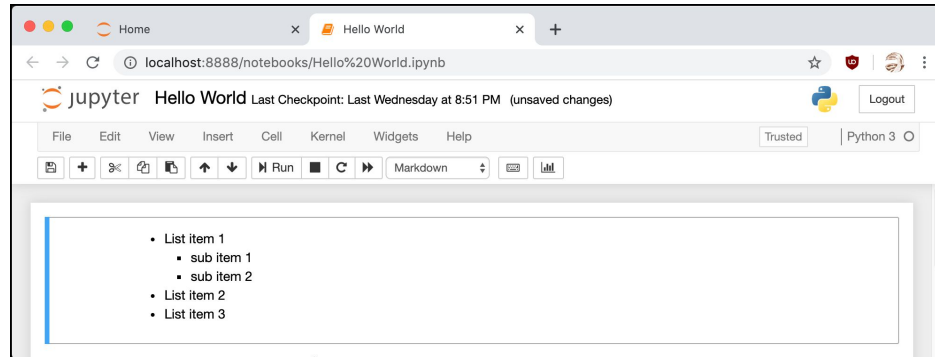 Home
Hello World
localhost:8888/notebooks/Hello%20World.ipynb
jupyter Hello World Last Checkpoint: Last Wednesday at 8:51 PM (unsaved changes) Logout
File Edit View Insert Cell Kernel Widgets Help Trusted Python 3
Run Markdown
List item 1
sub item 1
sub item 2
List item 2
List item 3